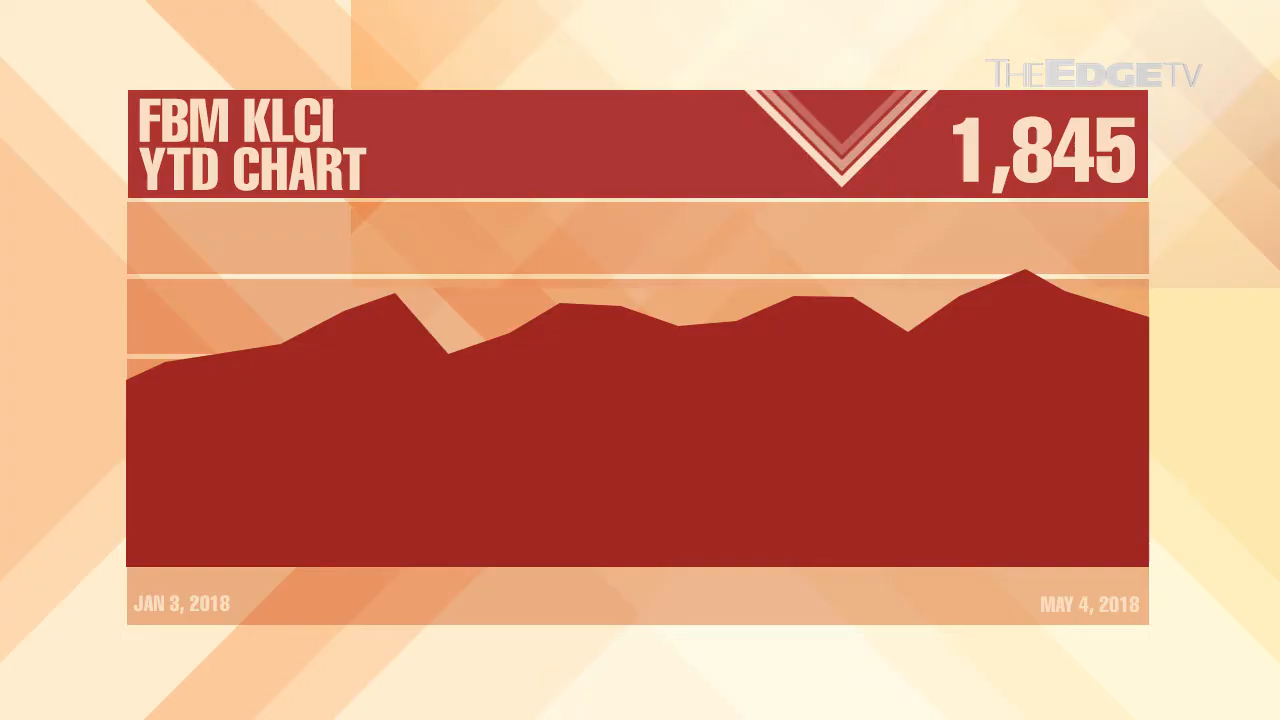 THEEDGETV
FBM KLCI
YTD CHART
1,845
JAN 3, 2018
MAY 4, 2018